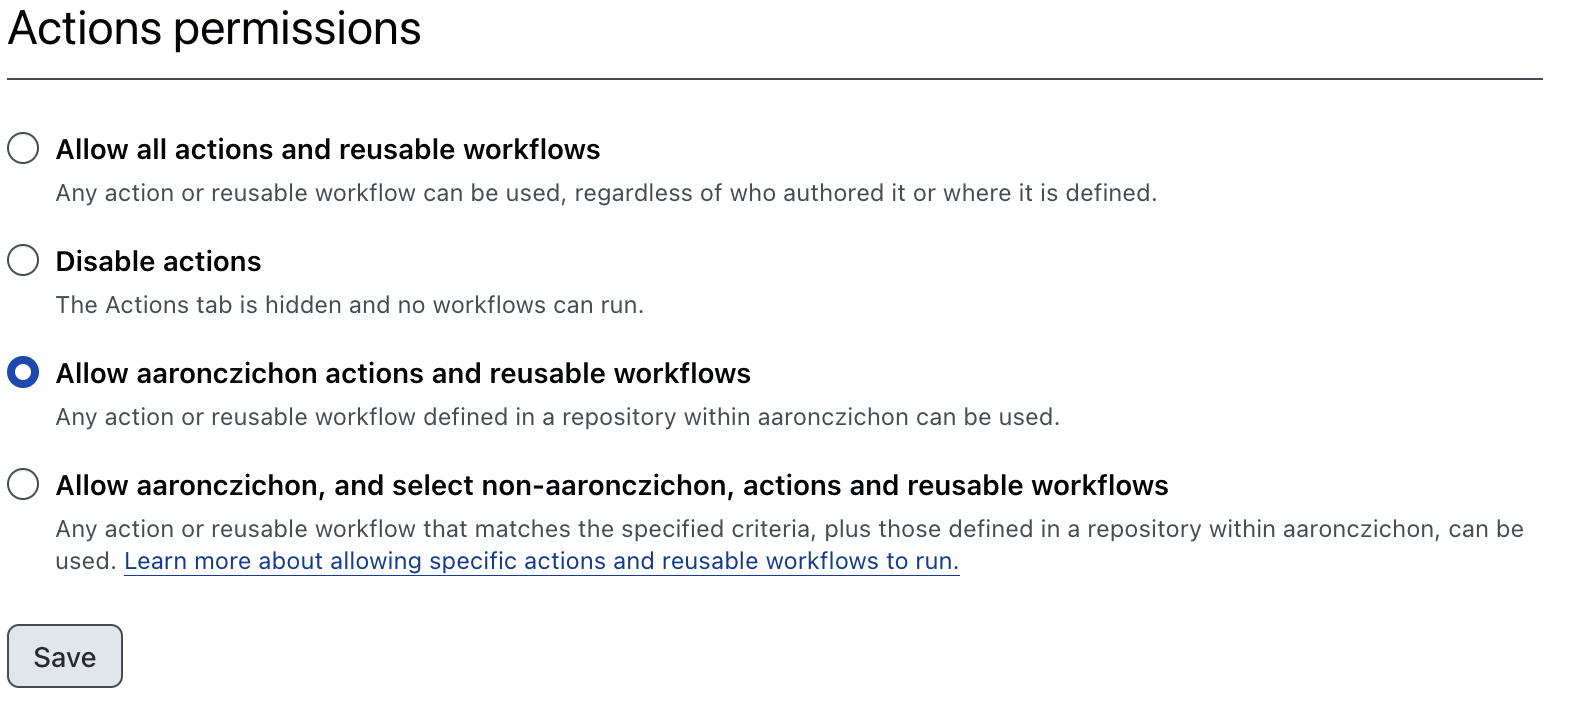 Actions permissions
Allow all actions and reusable workflows
Any action or reusable workflow can be used, regardless of who authored it or where it is defined.
Disable actions
The Actions tab is hidden and no workflows can run.
Allow aaronczichon actions and reusable workflows
Any action or reusable workflow defined in a repository within aaronczichon can be used.
Allow aaronczichon, and select non-aaronczichon, actions and reusable workflows
Any action or reusable workflow that matches the specified criteria, plus those defined in a repository within aaronczichon, can be
used. Learn more about allowing specific actions and reusable workflows to run.
Save